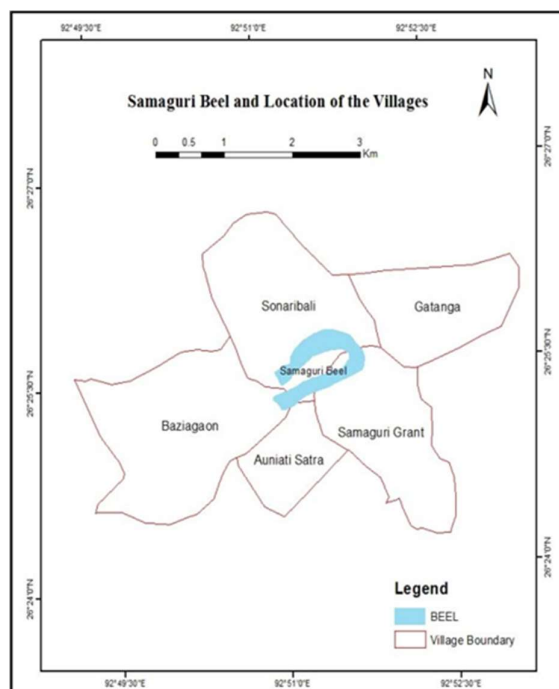 92°49'30"E 92°51'0"E 92°52'30"E
N
Samaguri Beel and Location of the Villages
0 0.5 1 2 3
Km
26°27'0"N
26°27'0"N
Sonaribali
Gatanga
26°25'30"N
Samaguri Beel
26°25'30"N
Baziagaon
Samaguri Grant
Auniati Satra
26°24'0"N
Legend
BEEL
26°24'0"N
Village Boundary
92°49'30"E 92°51'0"E 92°52'30"E